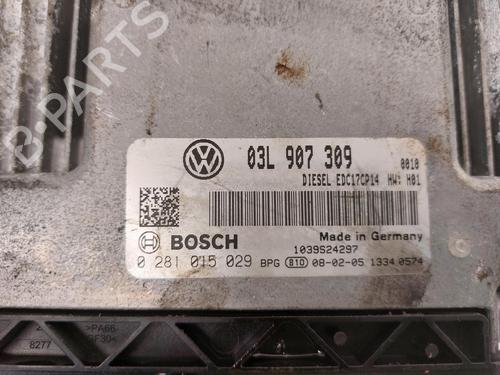 B-PARTS
VW
03L 907 309
0010
DIESEL EDC17CP14 HW: H01
Made in Germany
BOSCH
1039S24297
0 281 015 029 BPG 810 08-02-05 1334 0574
>PA66
GF30<
8277